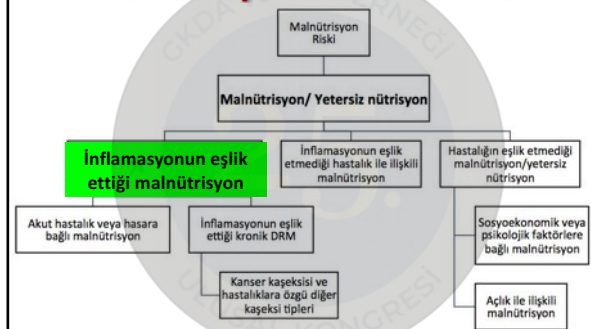 Malnütrisyon
Riski
Malnütrisyon/ Yetersiz nütrisyon
İnflamasyonun eşlik
ettiği malnütrisyon
İnflamasyonun eşlik
etmediği hastalık ile ilişkili
malnütrisyon
Hastalığın eşlik etmediği
malnütrisyon/yetersiz
nütrisyon
Akut hastalık veya hasara
bağlı malnütrisyon
İnflamasyonun eşlik
ettiği kronik DRM
Sosyoekonomik veya
psikolojik faktörlere
bağlı malnütrisyon
Kanser kaşeksisi ve
hastalıklara özgü diğer
kaşeksi tipleri
Açlık ile ilişkili
malnütrisyon